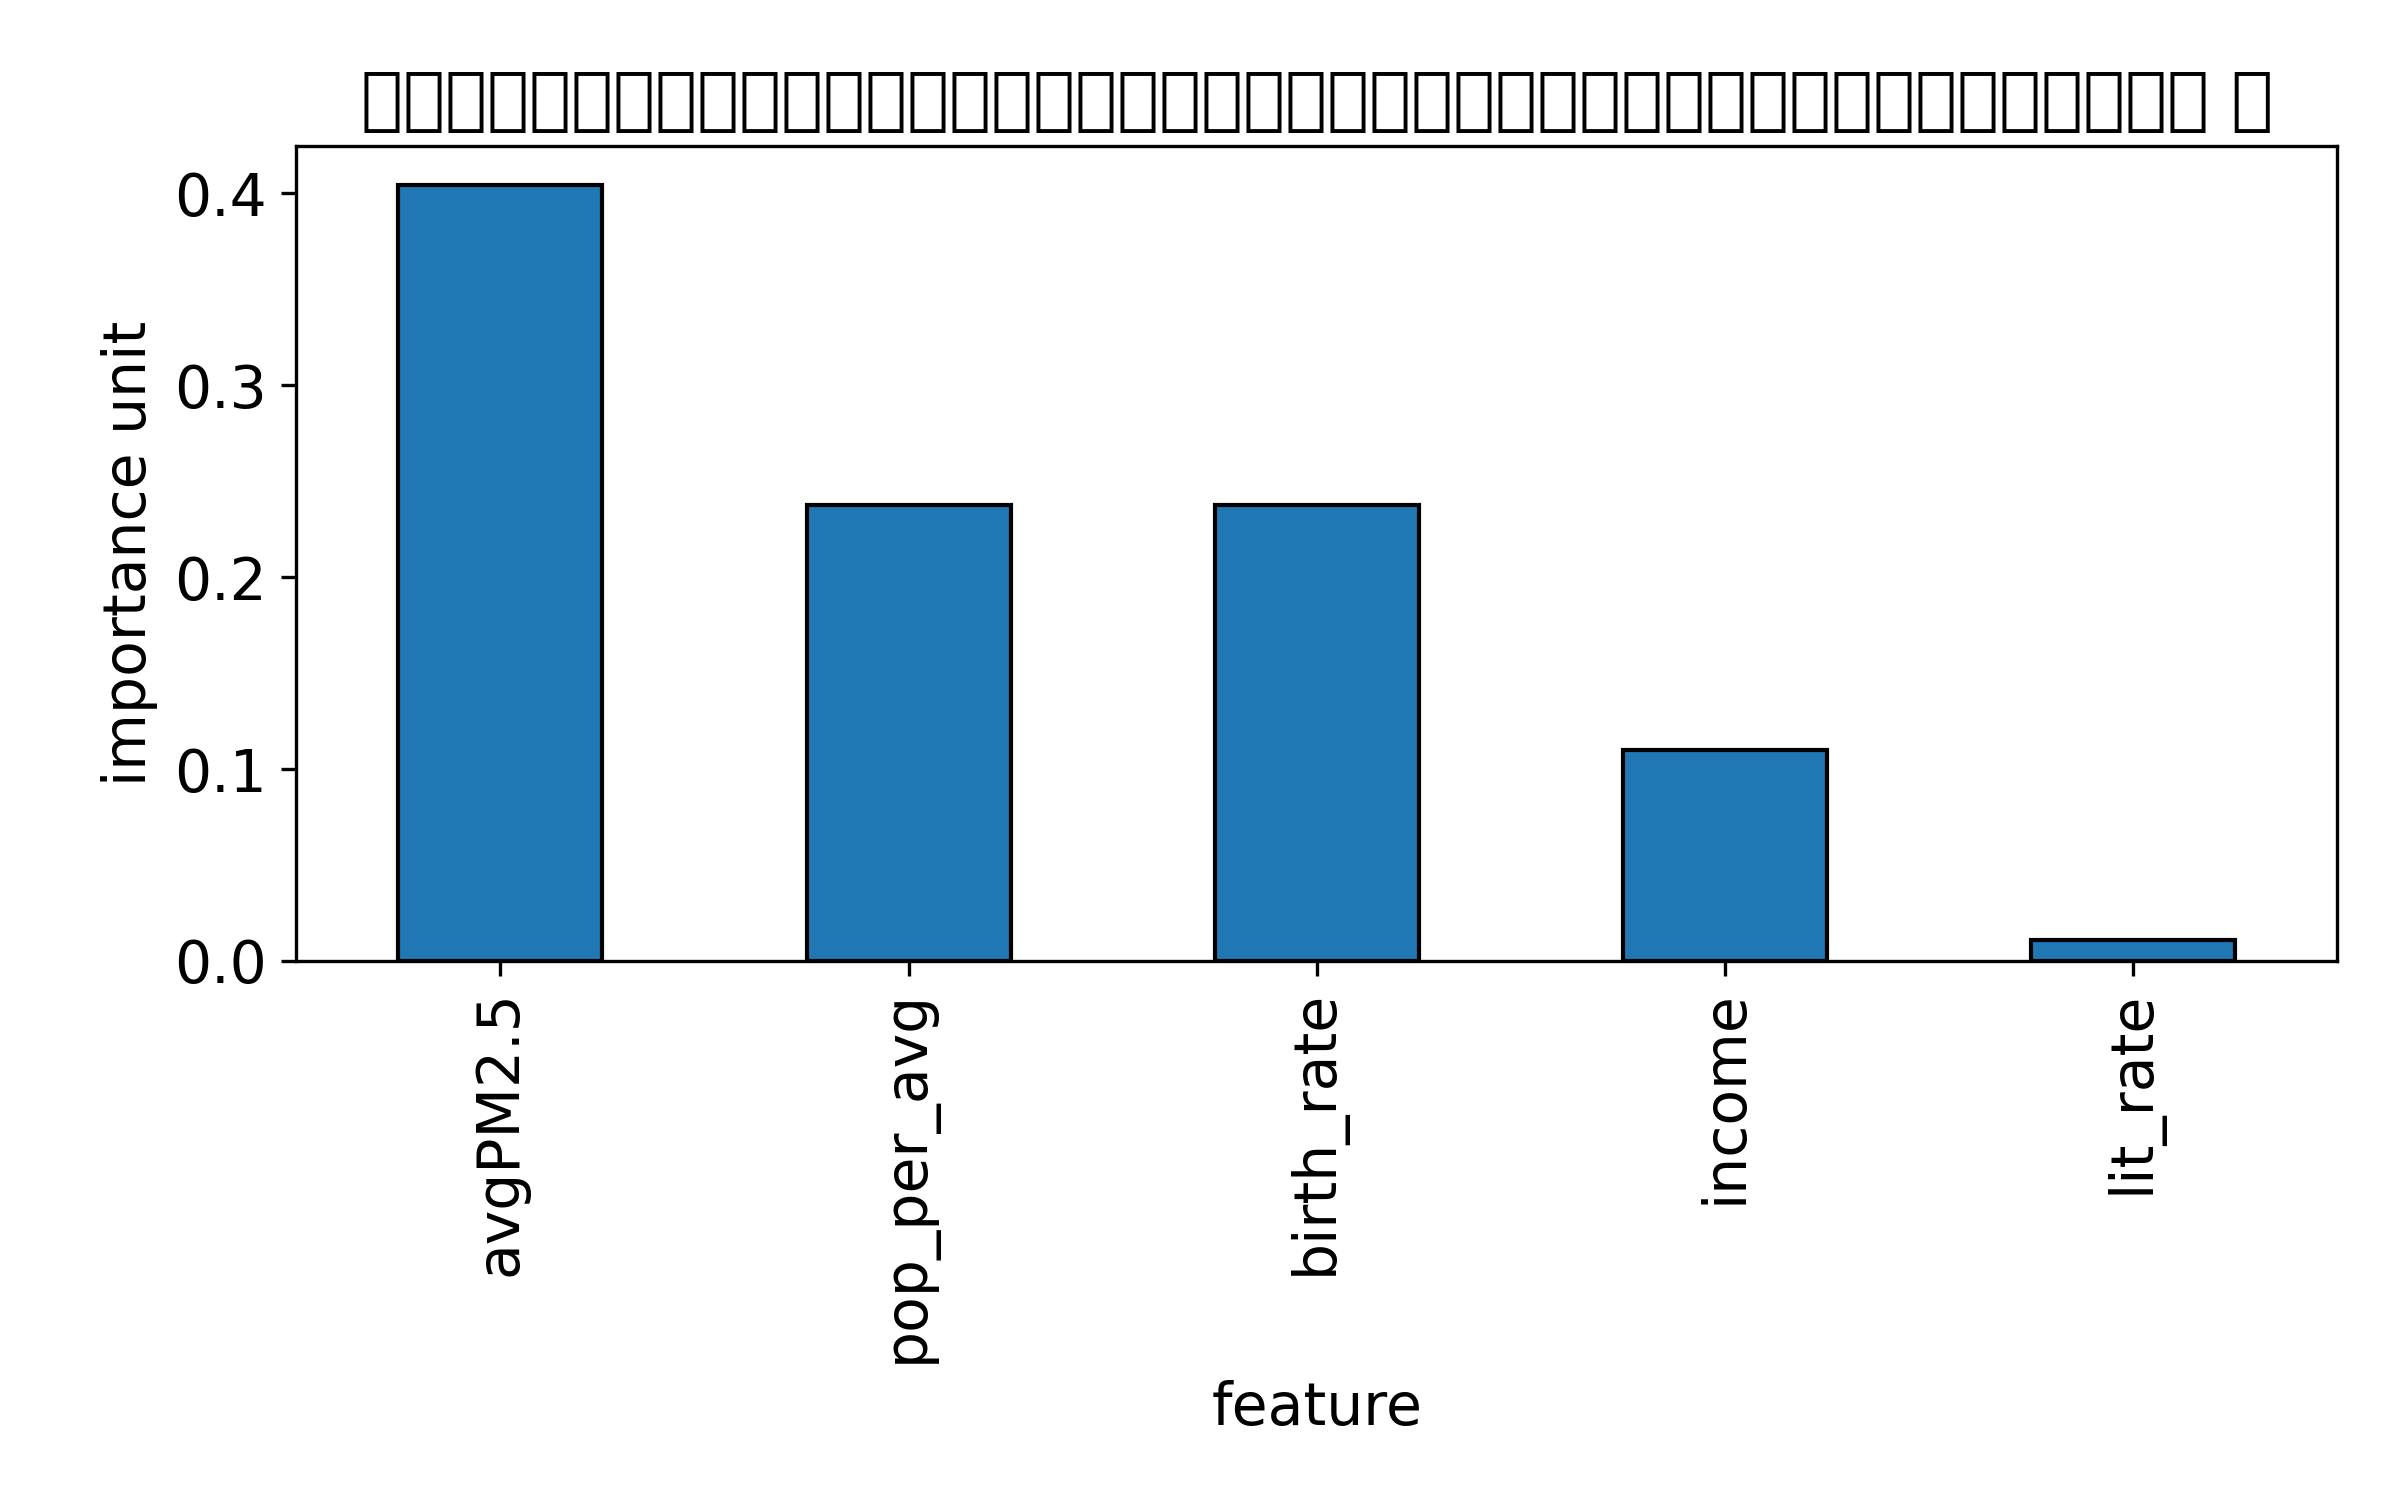 0.4
0.3
0.2
0.1
0.0
importance unit
avgPM2.5
pop_per_avg
birth_rate
income
lit_rate
feature